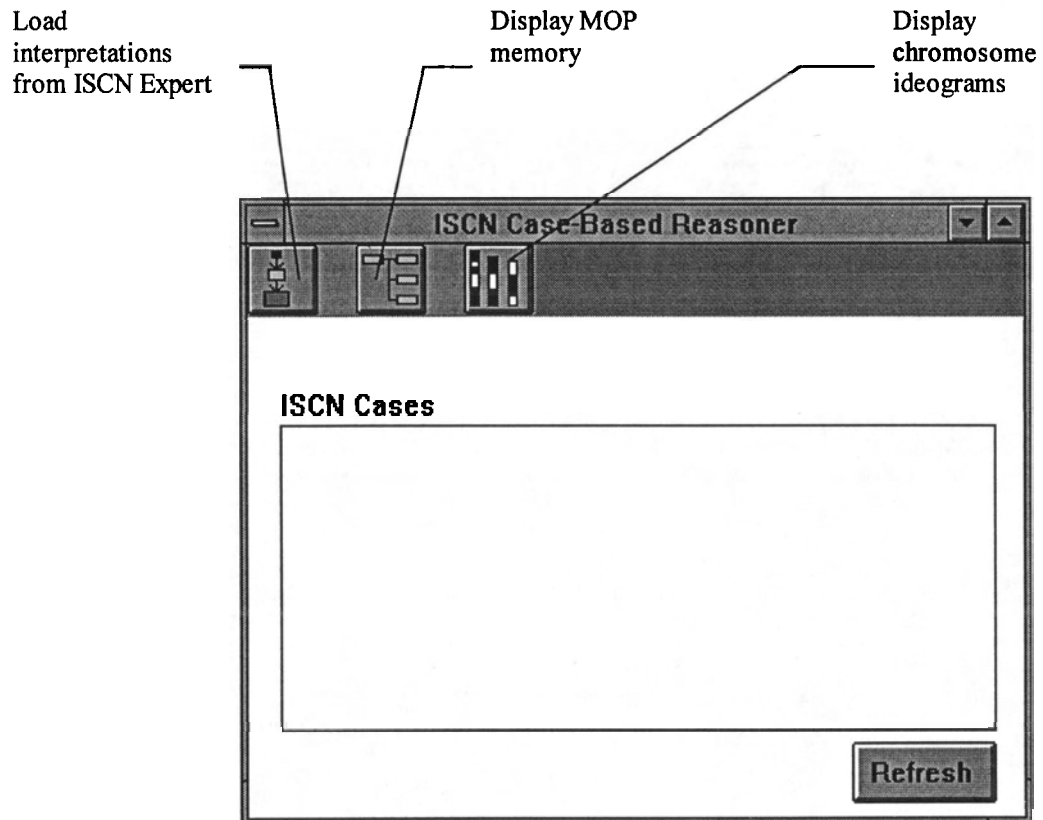 Load
interpretations
from ISCN Expert
Display MOP
memory
Display
chromosome
ideograms
ISCN Case-Based Reasoner
ISCN Cases
Refresh